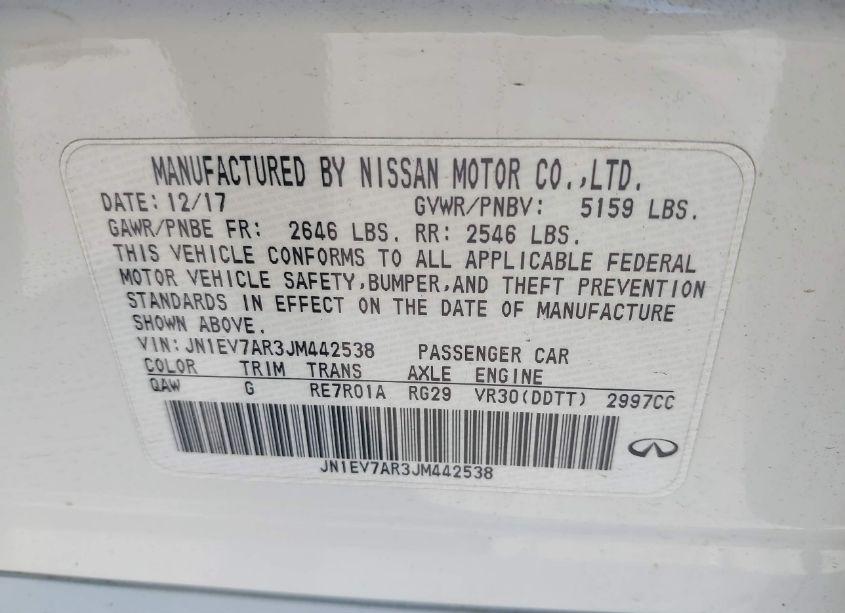 MANUFACTURED BY NISSAN MOTOR CO.,LTD.
DATE: 12/17 GVWR/PNBV: 5159 LBS.
GAWR/PNBE FR: 2646 LBS. RR: 2546 LBS.
THIS VEHICLE CONFORMS TO ALL APPLICABLE FEDERAL
MOTOR VEHICLE SAFETY,BUMPER,AND THEFT PREVENTION
STANDARDS IN EFFECT ON THE DATE OF MANUFACTURE
SHOWN ABOVE.
VIN:JN1EV7AR3JM442538 PASSENGER CAR
COLOR TRIM TRANS AXLE ENGINE
QAW G RE7R01A RG29 VR30(DDTT) 2997CC
JN1EV7AR3JM442538